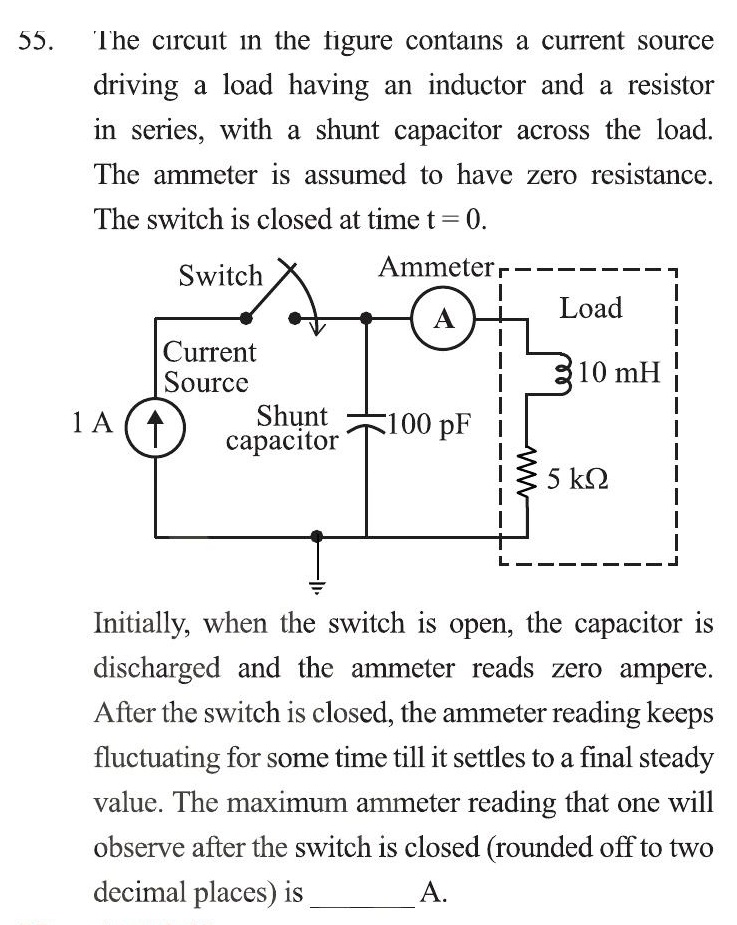 55. The circuit in the figure contains a current source
driving a load having an inductor and a resistor
in series, with a shunt capacitor across the load.
The ammeter is assumed to have zero resistance.
The switch is closed at time t = 0.
Switch
Ammeter
A
Load
Current
Source
10 mH
1 A
Shunt
capacitor
100 pF
5 kΩ
Initially, when the switch is open, the capacitor is
discharged and the ammeter reads zero ampere.
After the switch is closed, the ammeter reading keeps
fluctuating for some time till it settles to a final steady
value. The maximum ammeter reading that one will
observe after the switch is closed (rounded off to two
decimal places) is ________ A.